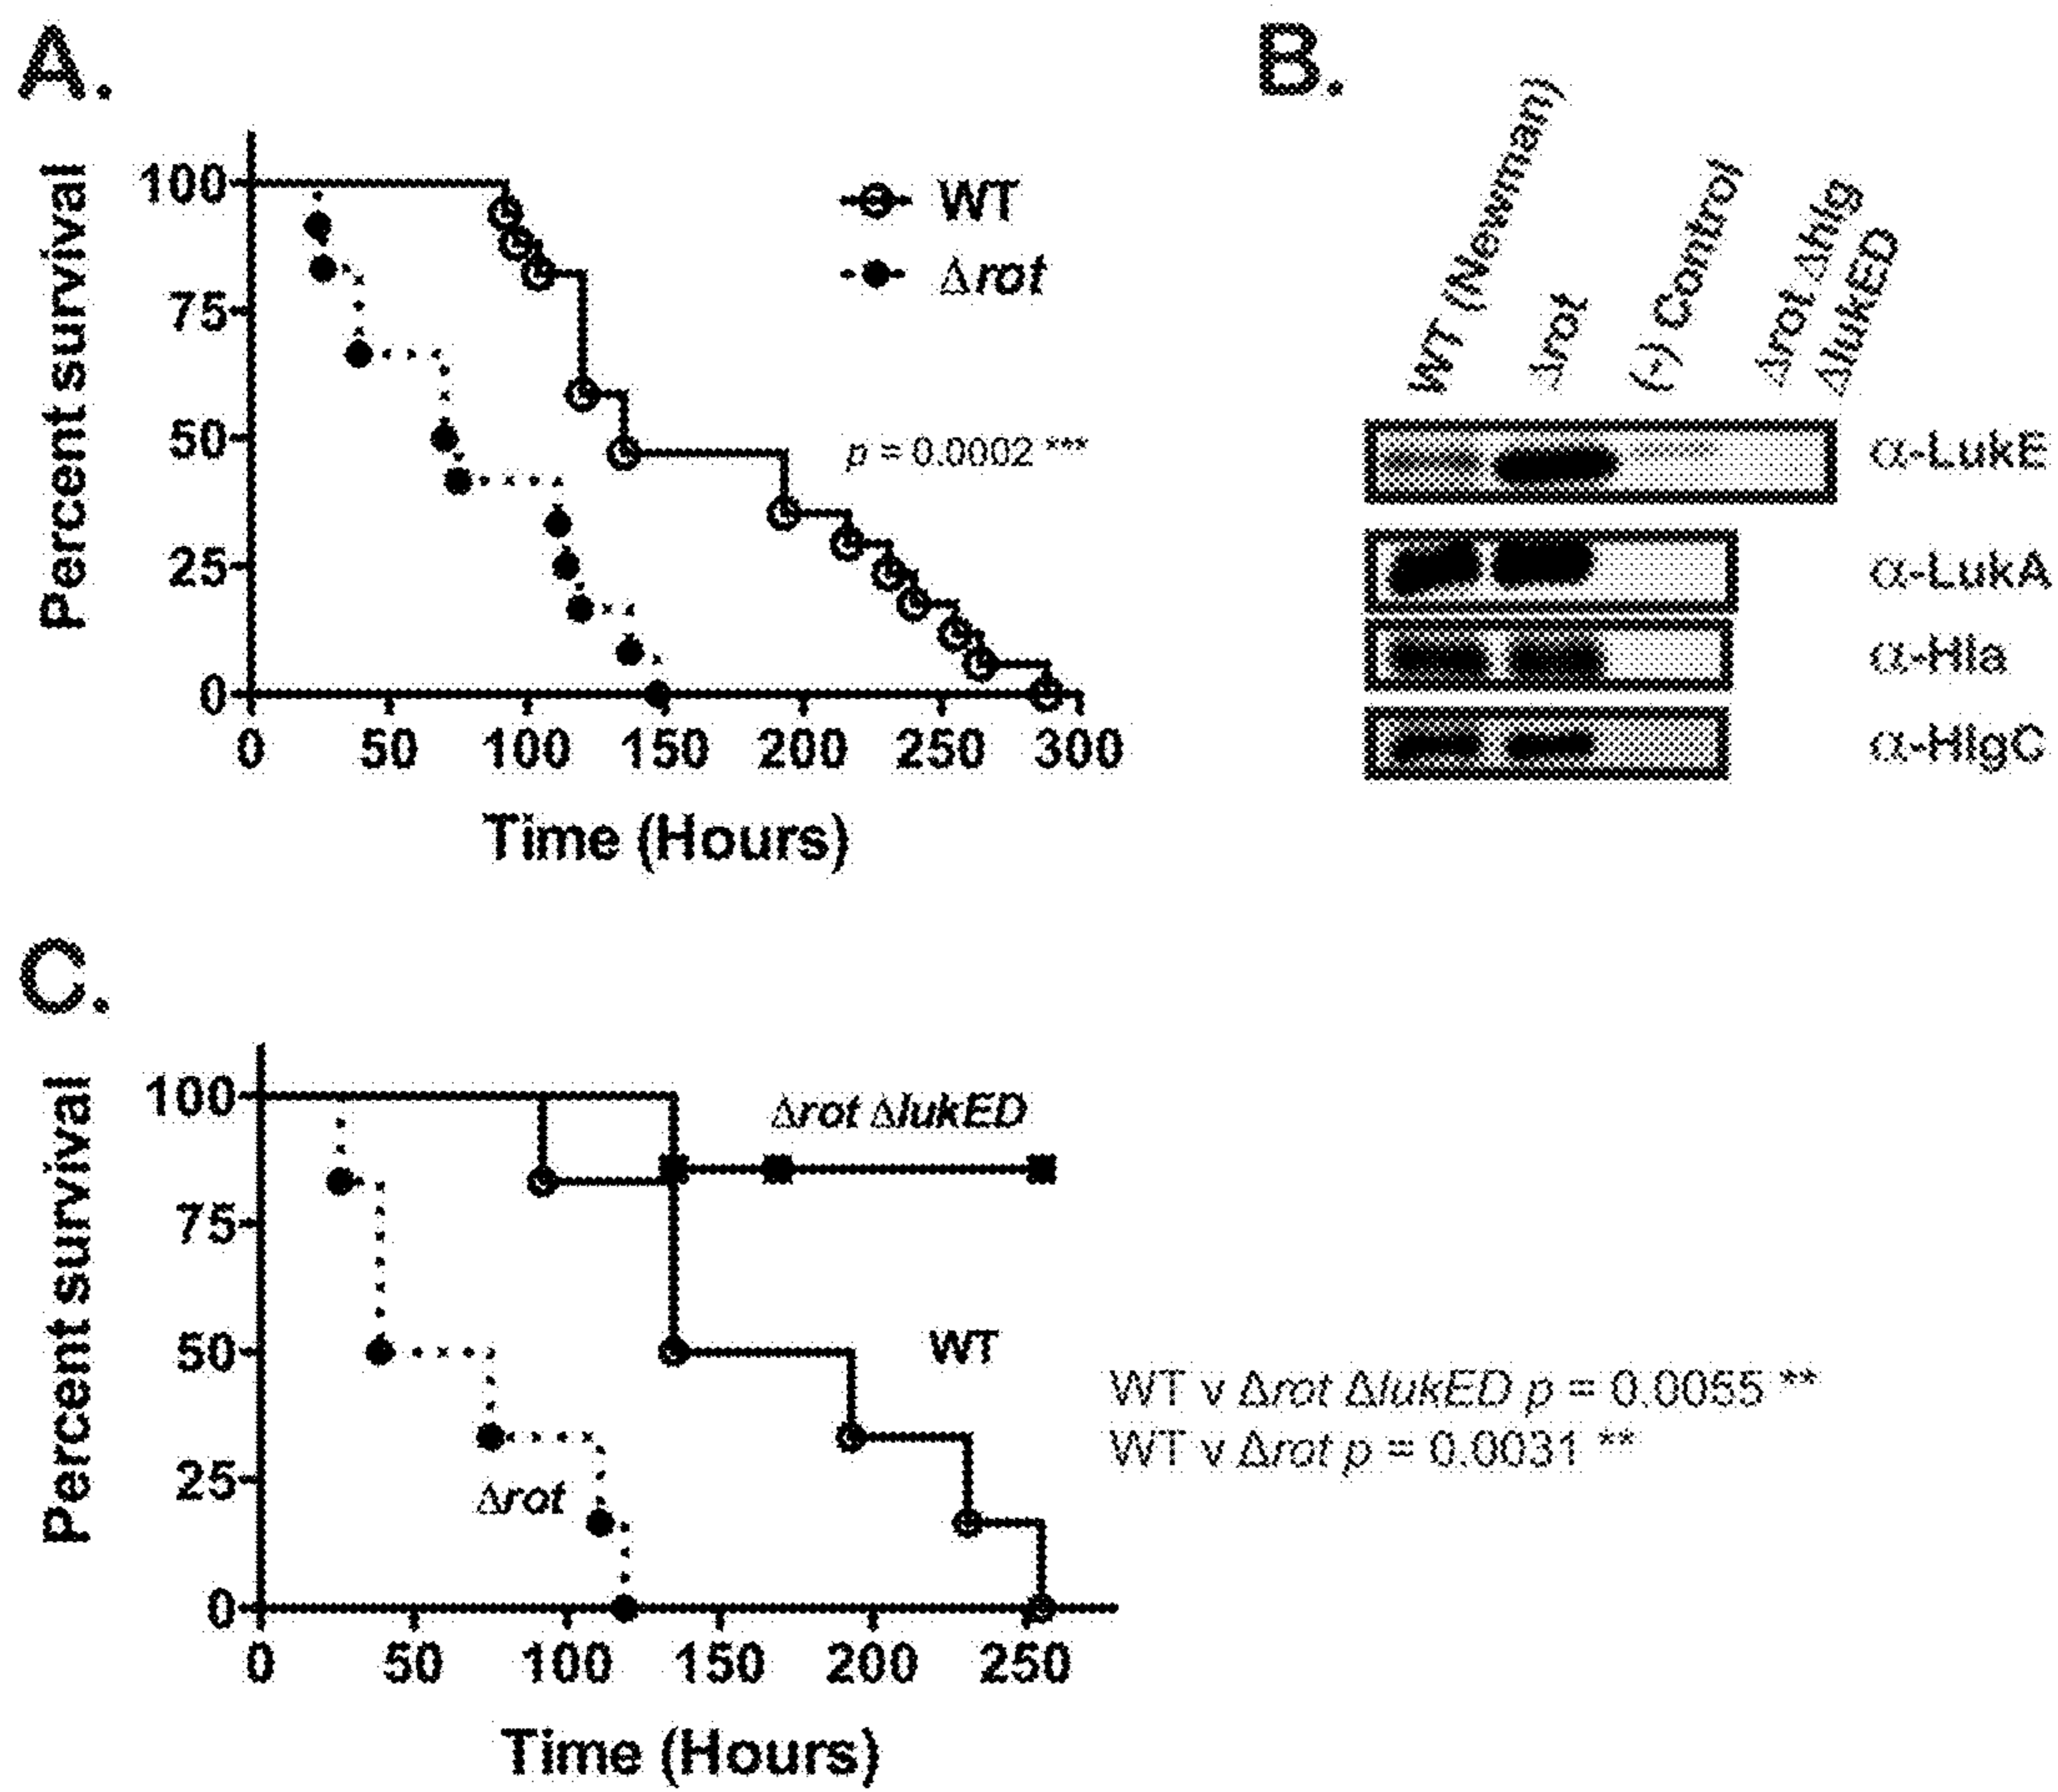 A.
Percent survival
100
75
50
25
0
0 50 100 150 200 250 300
Time (Hours)
WT
Δrot
p = 0.0002 ***
B.
WT (Newman)
Δrot
(-) Control
Δrot Δhlg
ΔlukED
α-LukE
α-LukA
α-Hla
α-HlgC
C.
Percent survival
100
75
50
25
0
0 50 100 150 200 250
Time (Hours)
Δrot ΔlukED
WT
Δrot
WT v Δrot ΔlukED p = 0.0055 **
WT v Δrot p = 0.0031 **